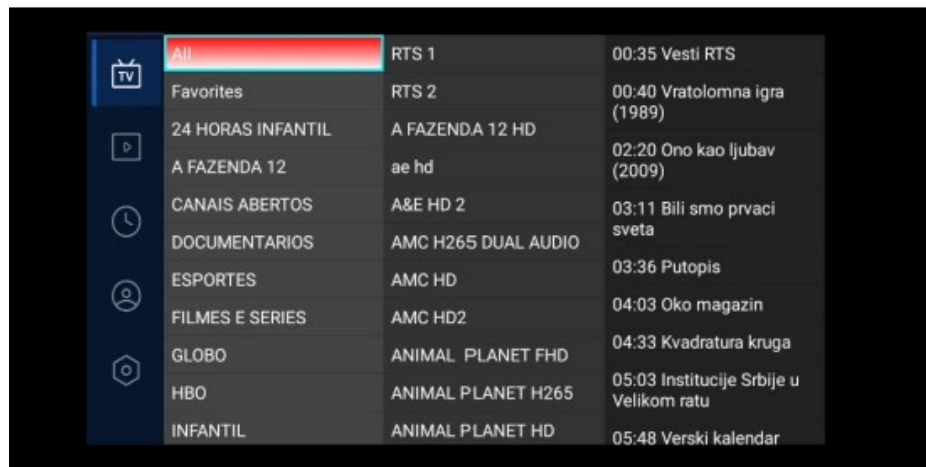 TV
All
Favorites
24 HORAS INFANTIL
A FAZENDA 12
CANAIS ABERTOS
DOCUMENTARIOS
ESPORTES
FILMES E SERIES
GLOBO
HBO
INFANTIL
RTS 1
RTS 2
A FAZENDA 12 HD
ae hd
A&E HD 2
AMC H265 DUAL AUDIO
AMC HD
AMC HD2
ANIMAL PLANET FHD
ANIMAL PLANET H265
ANIMAL PLANET HD
00:35 Vesti RTS
00:40 Vratolomna igra
(1989)
02:20 Ono kao ljubav
(2009)
03:11 Bili smo prvaci
sveta
03:36 Putopis
04:03 Oko magazin
04:33 Kvadratura kruga
05:03 Institucije Srbije u
Velikom ratu
05:48 Verski kalendar